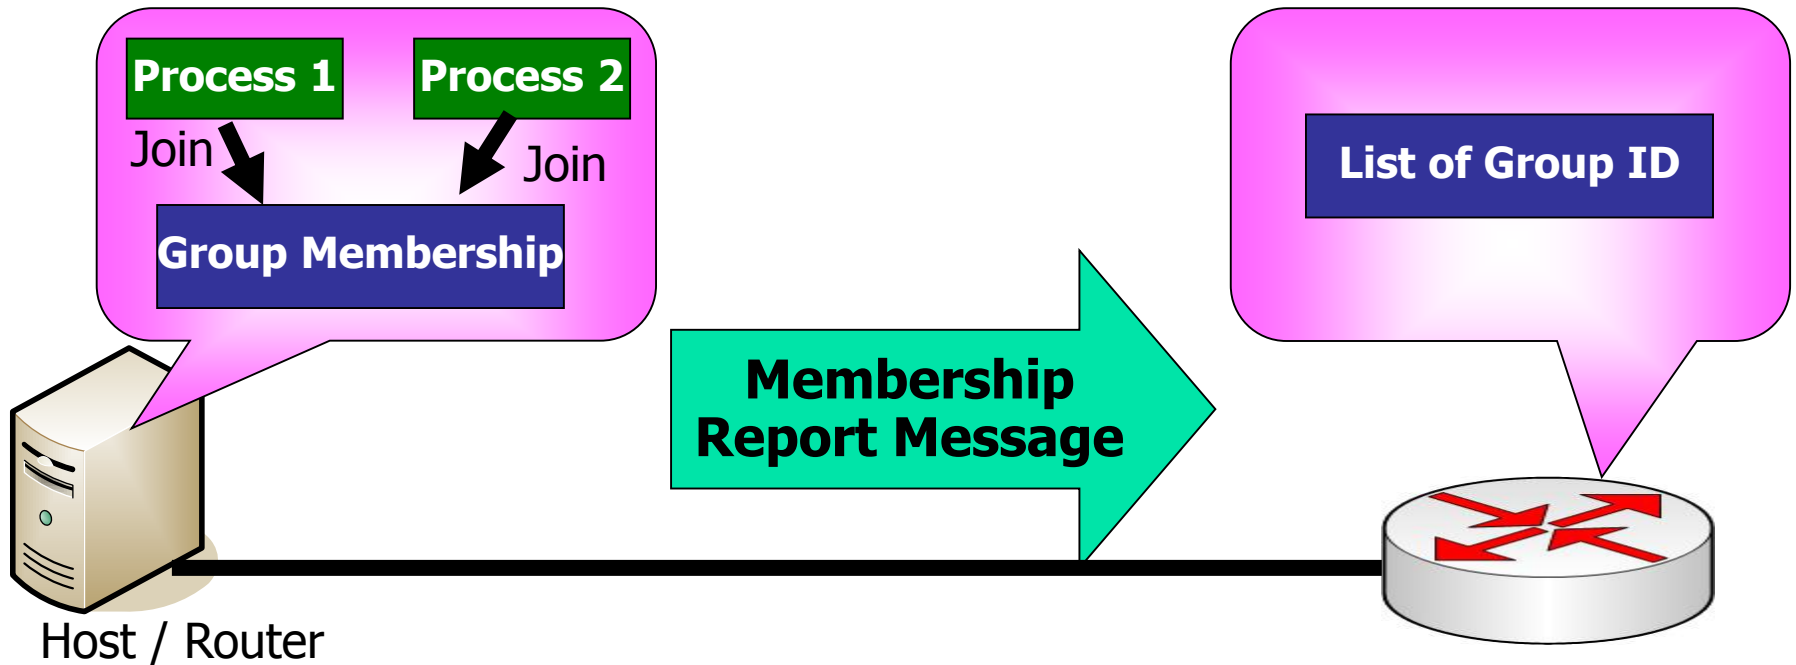 Process 1
Process 2
Join
Join
Group Membership
List of Group ID
Membership
Report Message
Host / Router